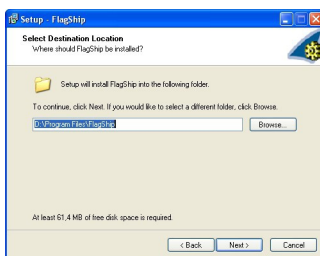 Setup - FlagShip
Select Destination Location
Where should FlagShip be installed?
Setup will install FlagShip into the following folder.
To continue, click Next. If you would like to select a different folder, click Browse.
D:\Program Files\FlagShip
Browse...
At least 61,4 MB of free disk space is required.
< Back
Next >
Cancel